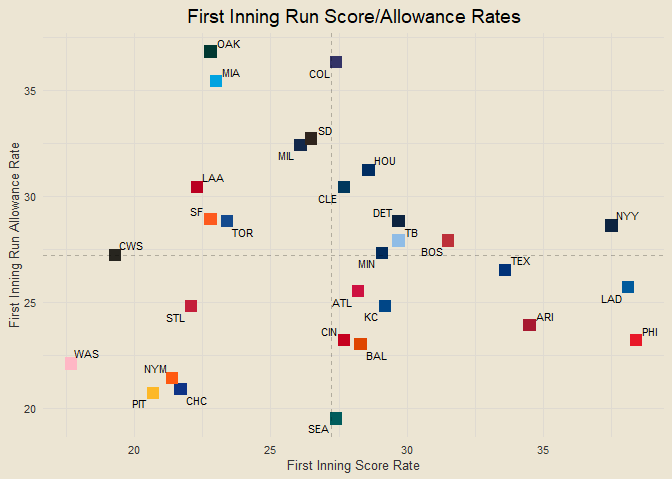 First Inning Run Score/Allowance Rates
OAK
MIA
COL
35
SD
MIL
HOU
30
LAA
CLE
SF
TOR
DET
TB
NYY
CWS
BOS
MIN
TEX
LAD
25
STL
ATL
KC
ARI
CIN
BAL
PHI
WAS
NYM
PIT
CHC
20
SEA
20
25
30
35
First Inning Score Rate
First Inning Run Allowance Rate